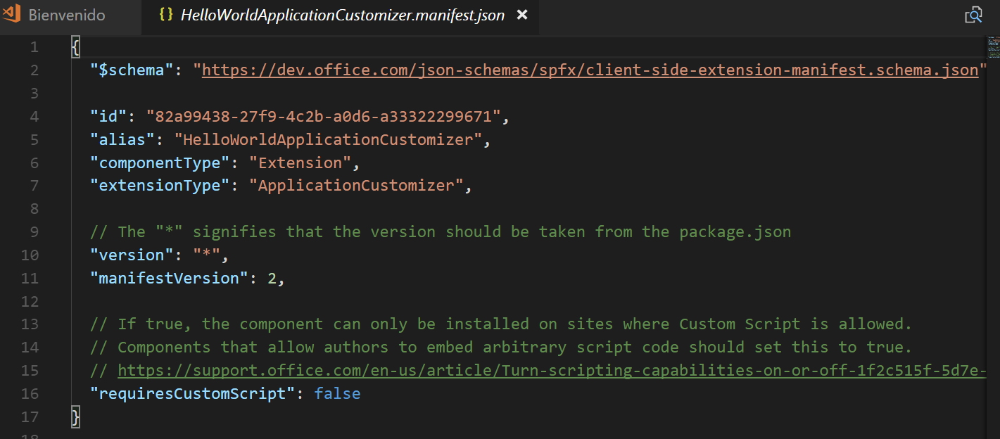 Bienvenido
{} HelloWorldApplicationCustomizer.manifest.json ×
1 {
2 "$schema": "https://dev.office.com/json-schemas/spfx/client-side-extension-manifest.schema.json"
3
4 "id": "82a99438-27f9-4c2b-a0d6-a33322299671",
5 "alias": "HelloWorldApplicationCustomizer",
6 "componentType": "Extension",
7 "extensionType": "ApplicationCustomizer",
8
9 // The "*" signifies that the version should be taken from the package.json
10 "version": "*",
11 "manifestVersion": 2,
12
13 // If true, the component can only be installed on sites where Custom Script is allowed.
14 // Components that allow authors to embed arbitrary script code should set this to true.
15 // https://support.office.com/en-us/article/Turn-scripting-capabilities-on-or-off-1f2c515f-5d7e-
16 "requiresCustomScript": false
17 }
18